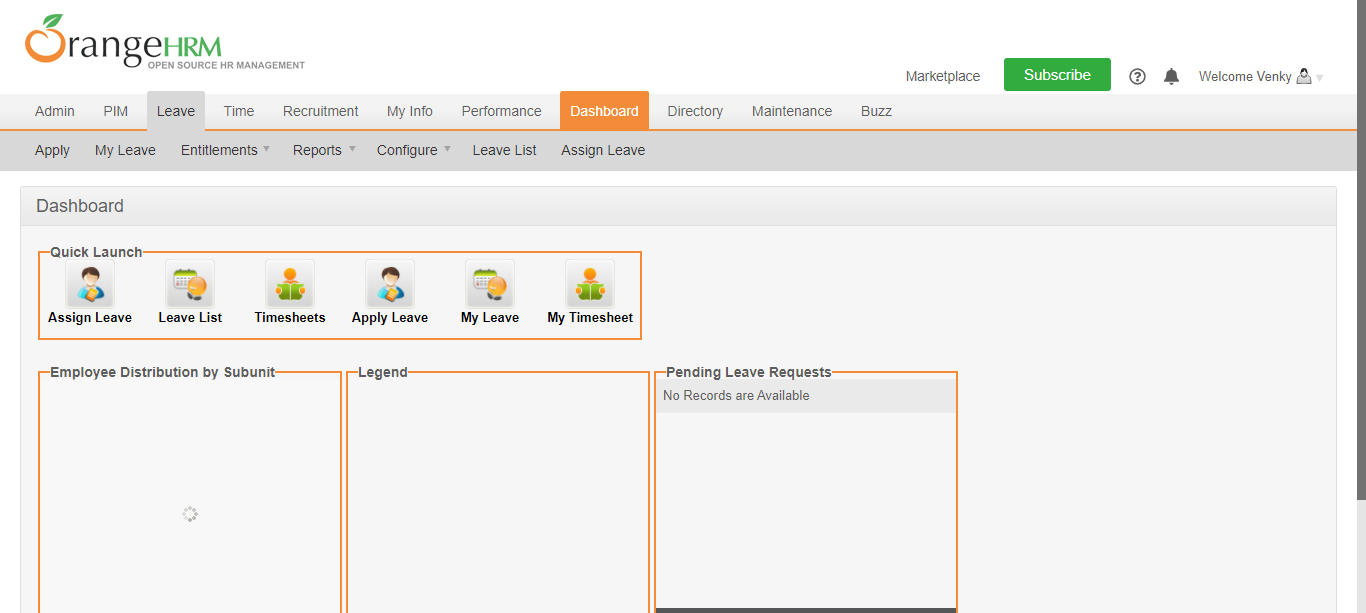 OrangeHRM
OPEN SOURCE HR MANAGEMENT
Marketplace Subscribe ? Welcome Venky
Admin PIM Leave Time Recruitment My Info Performance Dashboard Directory Maintenance Buzz
Apply My Leave Entitlements Reports Configure Leave List Assign Leave
Dashboard
Quick Launch
Assign Leave Leave List Timesheets Apply Leave My Leave My Timesheet
Employee Distribution by Subunit Legend Pending Leave Requests
No Records are Available